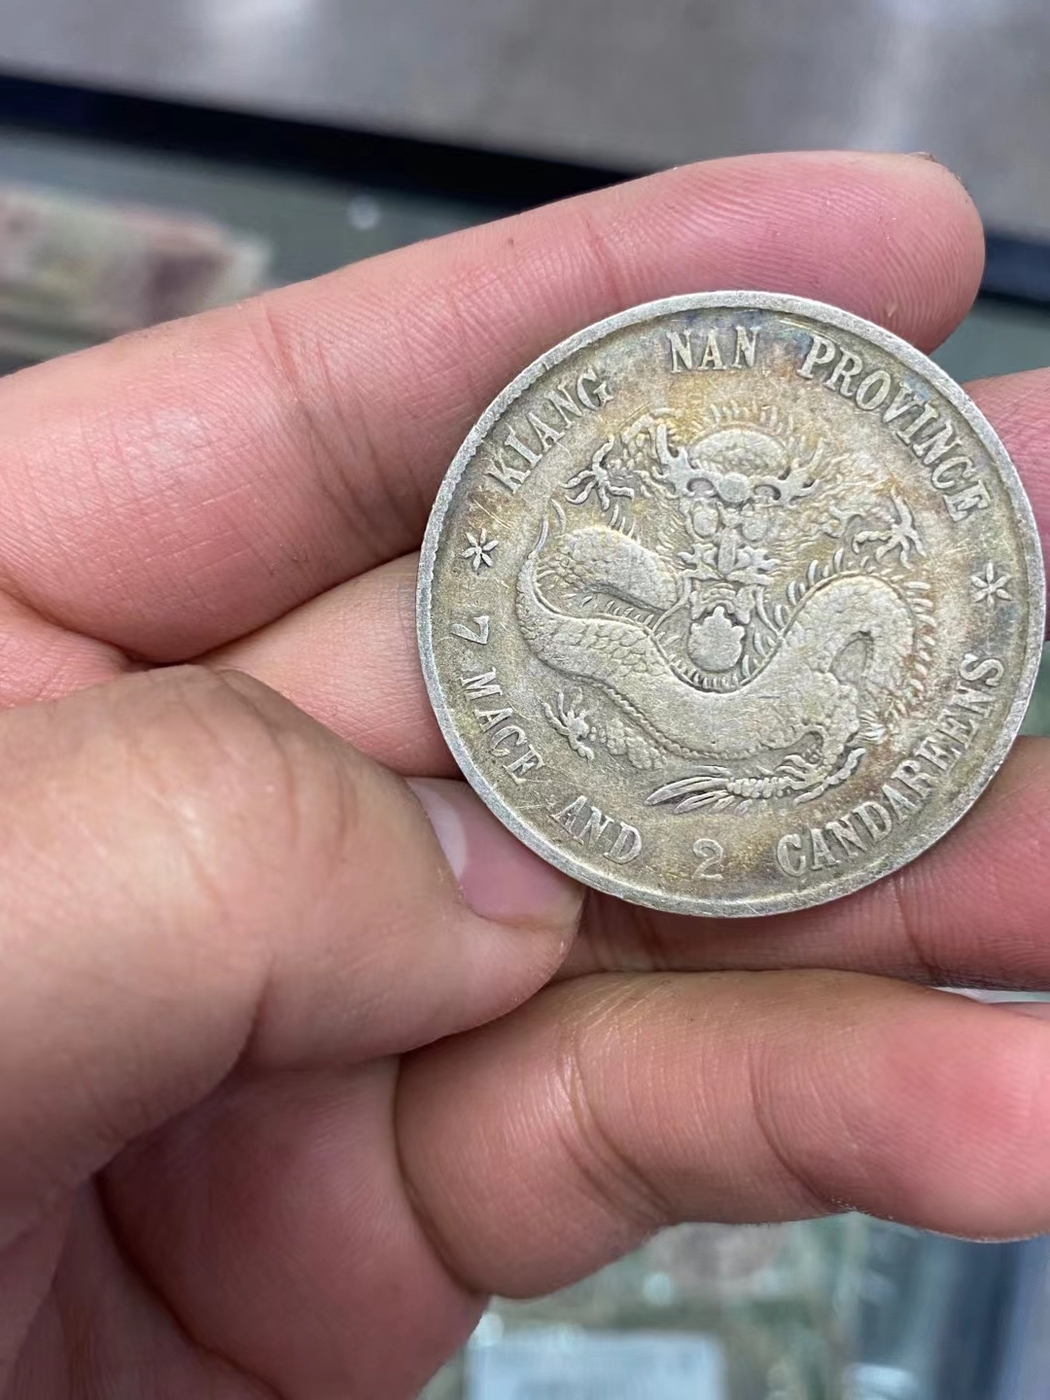 KIANG NAN PROVINCE
7 MACE AND 2 CANDAREENS